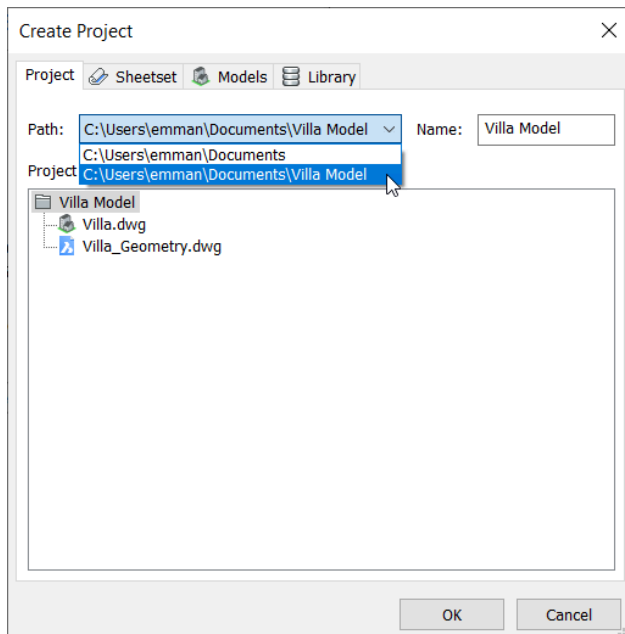 Create Project
Project Sheetset Models Library
Path: C:\Users\emman\Documents\Villa Model Name: Villa Model
C:\Users\emman\Documents
Project C:\Users\emman\Documents\Villa Model
Villa Model
Villa.dwg
Villa_Geometry.dwg
OK Cancel